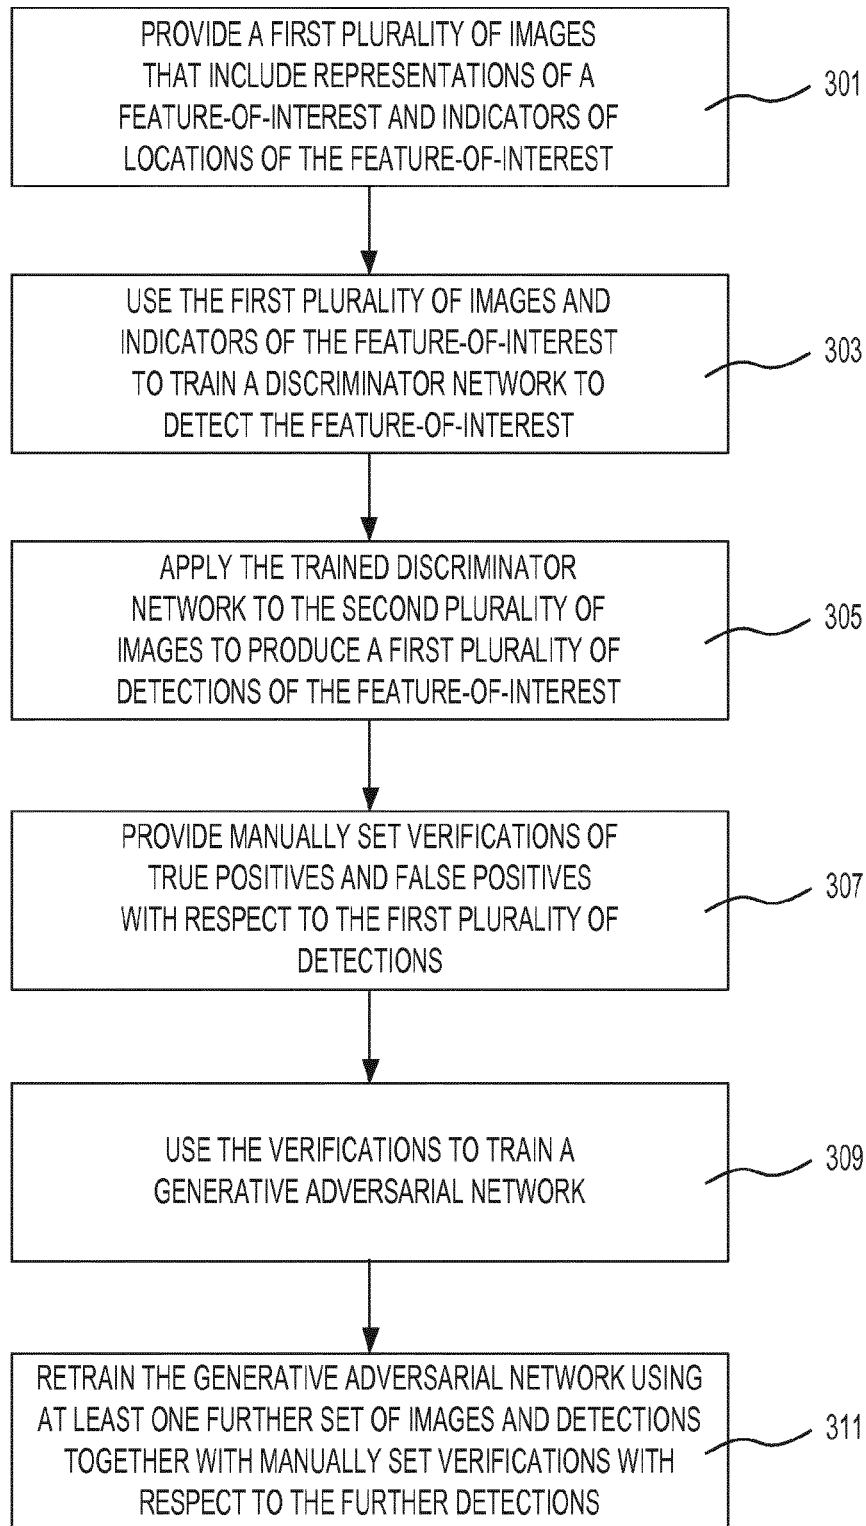 PROVIDE A FIRST PLURALITY OF IMAGES
THAT INCLUDE REPRESENTATIONS OF A
FEATURE-OF-INTEREST AND INDICATORS OF
LOCATIONS OF THE FEATURE-OF-INTEREST
301
USE THE FIRST PLURALITY OF IMAGES AND
INDICATORS OF THE FEATURE-OF-INTEREST
TO TRAIN A DISCRIMINATOR NETWORK TO
DETECT THE FEATURE-OF-INTEREST
303
APPLY THE TRAINED DISCRIMINATOR
NETWORK TO THE SECOND PLURALITY OF
IMAGES TO PRODUCE A FIRST PLURALITY OF
DETECTIONS OF THE FEATURE-OF-INTEREST
305
PROVIDE MANUALLY SET VERIFICATIONS OF
TRUE POSITIVES AND FALSE POSITIVES
WITH RESPECT TO THE FIRST PLURALITY OF
DETECTIONS
307
USE THE VERIFICATIONS TO TRAIN A
GENERATIVE ADVERSARIAL NETWORK
309
RETRAIN THE GENERATIVE ADVERSARIAL NETWORK USING
AT LEAST ONE FURTHER SET OF IMAGES AND DETECTIONS
TOGETHER WITH MANUALLY SET VERIFICATIONS WITH
RESPECT TO THE FURTHER DETECTIONS
311